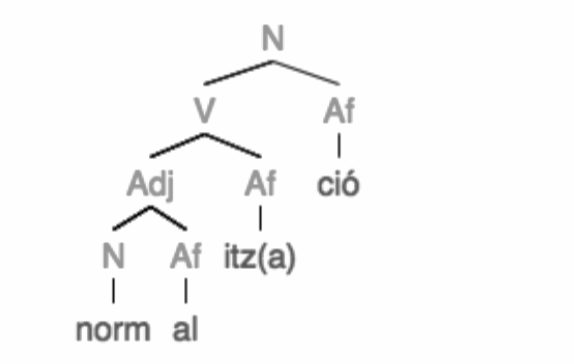 N
V Af
Adj Af ció
N Af itz(a)
norm al